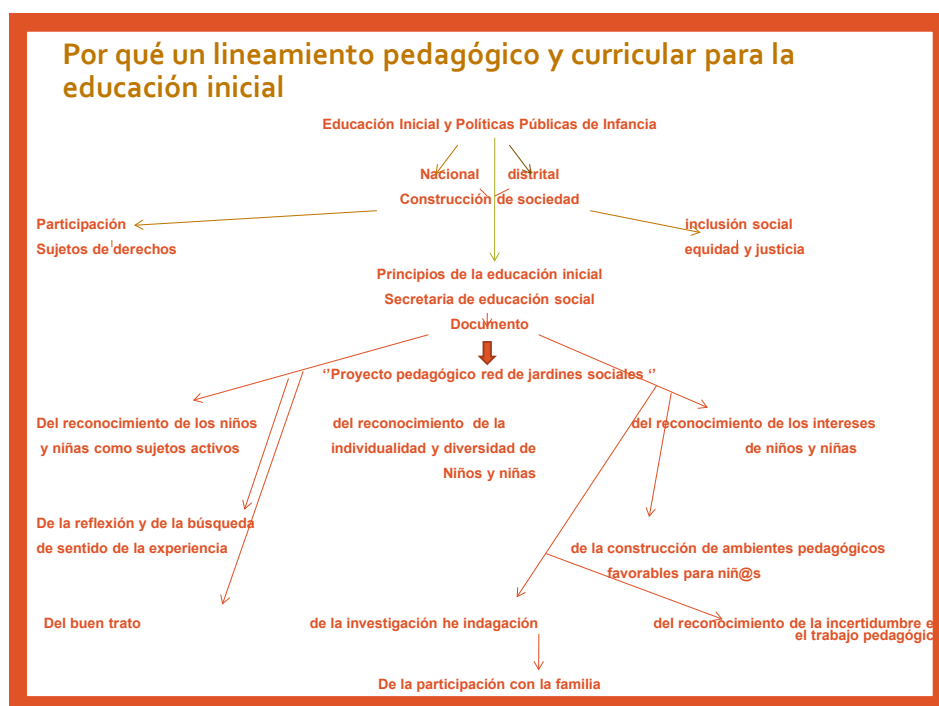 Por qué un lineamiento pedagógico y curricular para la
educación inicial
Educación Inicial y Políticas Públicas de Infancia
Nacional distrital
Construcción de sociedad
Participación
inclusión social
Sujetos de derechos
equidad y justicia
Principios de la educación inicial
Secretaria de educación social
Documento
‘’Proyecto pedagógico red de jardines sociales ‘’
Del reconocimiento de los niños
y niñas como sujetos activos
del reconocimiento de la
individualidad y diversidad de
Niños y niñas
del reconocimiento de los intereses
de niños y niñas
De la reflexión y de la búsqueda
de sentido de la experiencia
de la construcción de ambientes pedagógicos
favorables para niñ@s
Del buen trato
de la investigación he indagación
del reconocimiento de la incertidumbre e
el trabajo pedagógic
De la participación con la familia